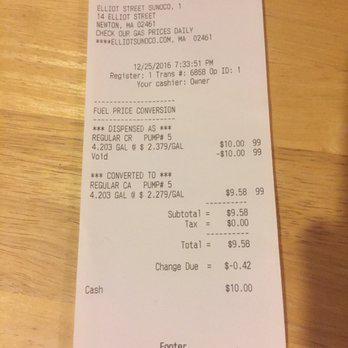 ELLIOT STREET SUNOCO, 1
14 ELLIOT STREET
NEWTON, MA 02461
CHECK OUR GAS PRICES DAILY
****ELLIOTSUNOCO.COM, MA 02461
12/25/2016 7:33:51 PM
Register: 1 Trans #: 6858 Op ID: 1
Your cashier: Owner
--------------------
FUEL PRICE CONVERSION
--------------------
*** DISPENSED AS ***
REGULAR CR PUMP# 5
4.203 GAL @ $ 2.379/GAL $10.00 99
Void -$10.00 99
*** CONVERTED TO ***
REGULAR CA PUMP# 5
4.203 GAL @ $ 2.279/GAL $9.58 99
----------
Subtotal = $9.58
Tax = $0.00
----------
Total = $9.58
Change Due = $-0.42
Cash $10.00
Footer